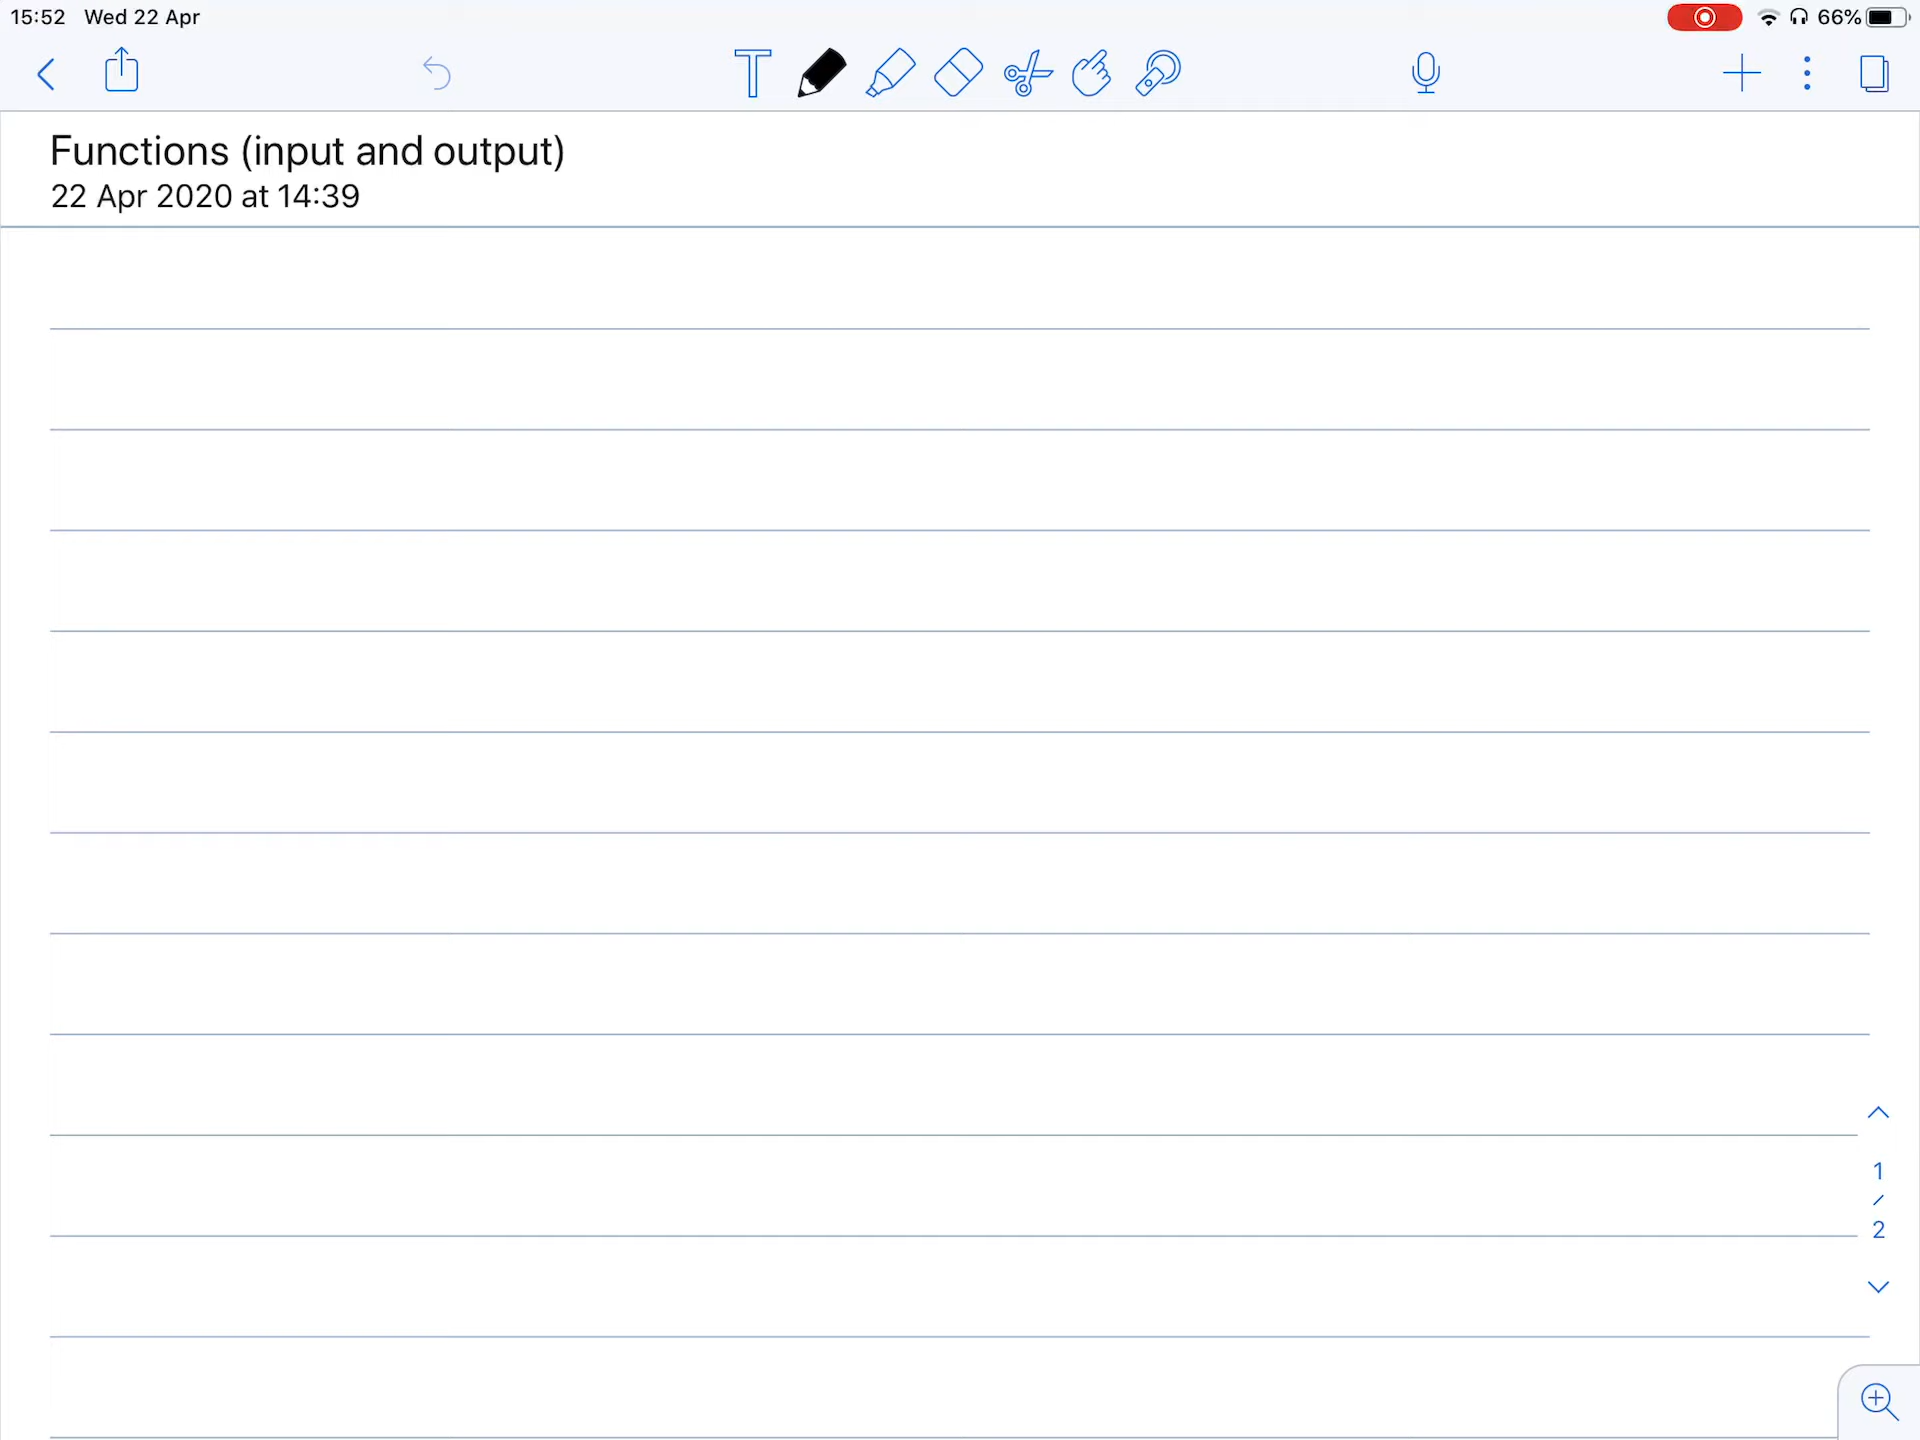 15:52 Wed 22 Apr
66%
Functions (input and output)
22 Apr 2020 at 14:39
1
/
2